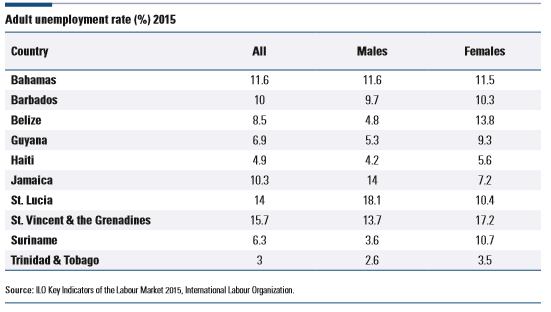 Adult unemployment rate (%) 2015
Country All Males Females
Bahamas 11.6 11.6 11.5
Barbados 10 9.7 10.3
Belize 8.5 4.8 13.8
Guyana 6.9 5.3 9.3
Haiti 4.9 4.2 5.6
Jamaica 10.3 14 7.2
St. Lucia 14 18.1 10.4
St. Vincent & the Grenadines 15.7 13.7 17.2
Suriname 6.3 3.6 10.7
Trinidad & Tobago 3 2.6 3.5
Source: ILO Key Indicators of the Labour Market 2015, International Labour Organization.